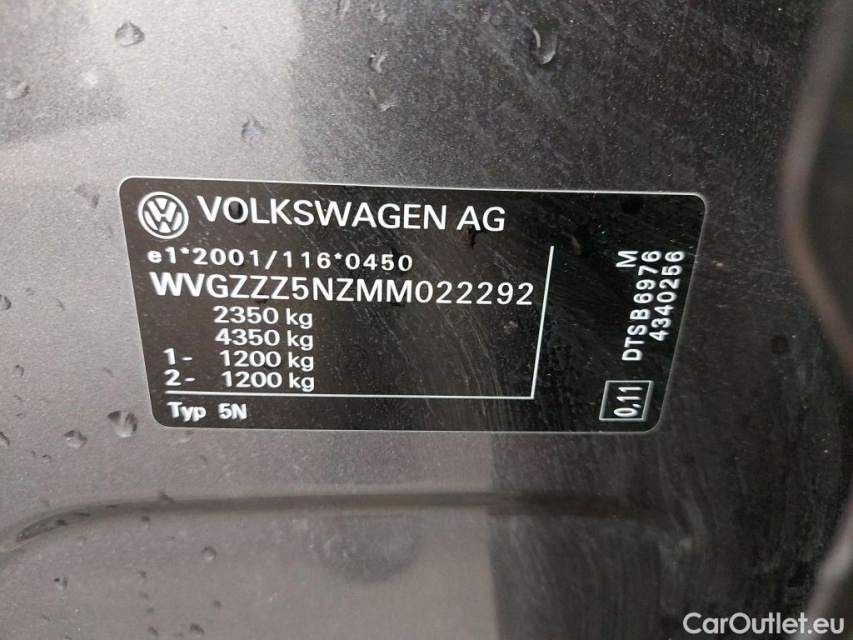 VOLKSWAGEN AG
e1*2001/116*0450
WVGZZZ5NZMM022292
2350 kg
4350 kg
1- 1200 kg
2- 1200 kg
Typ 5N
M
DTSB6976
4340256
0,11
CarOutlet.eu